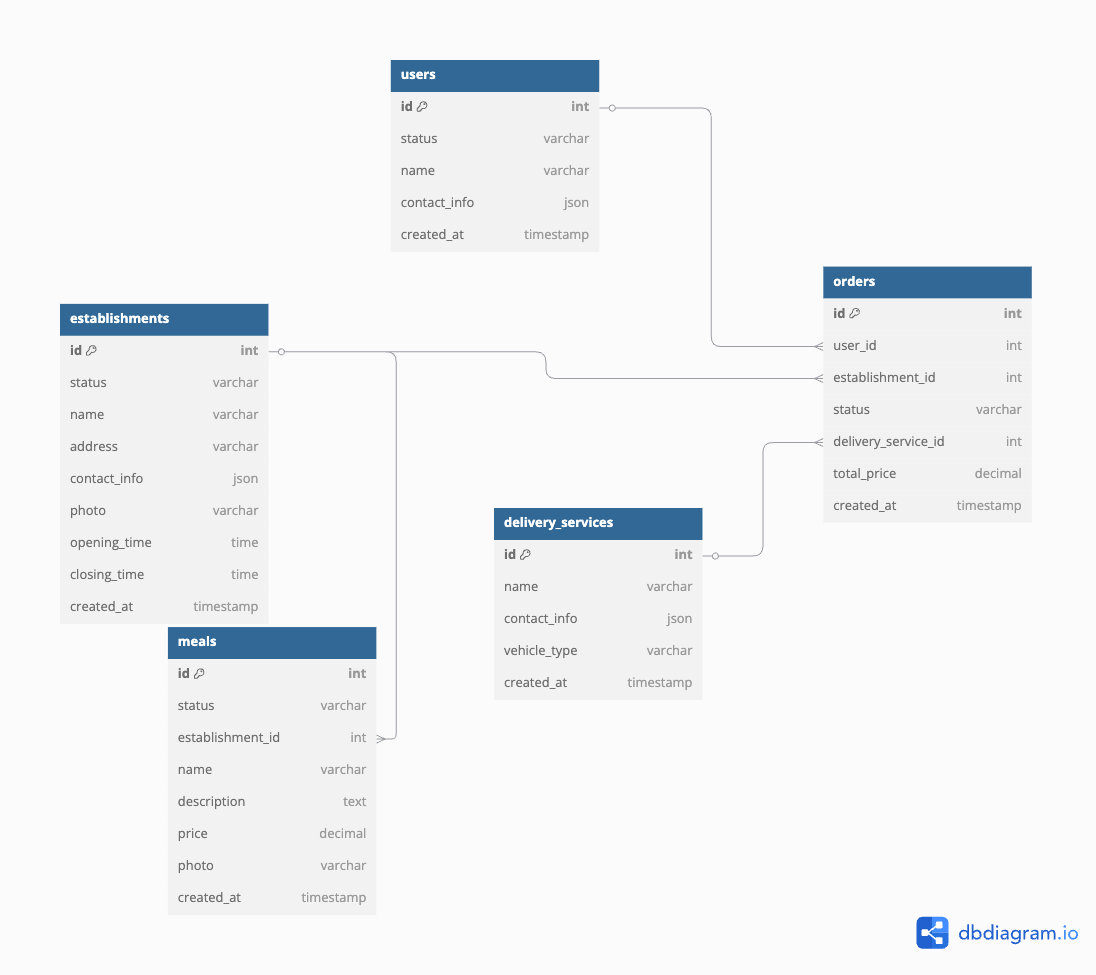 users
id int
status varchar
name varchar
contact_info json
created_at timestamp
orders
id int
user_id int
establishment_id int
status varchar
delivery_service_id int
total_price decimal
created_at timestamp
establishments
id int
status varchar
name varchar
address varchar
contact_info json
photo varchar
opening_time time
closing_time time
created_at timestamp
delivery_services
id int
name varchar
contact_info json
vehicle_type varchar
created_at timestamp
meals
id int
status varchar
establishment_id int
name varchar
description text
price decimal
photo varchar
created_at timestamp
dbdiagram.io